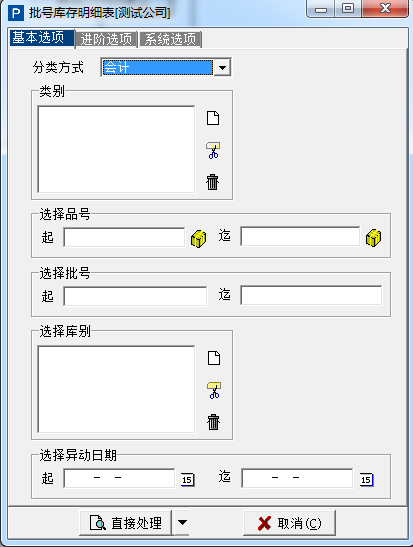 P 批号库存明细表[测试公司]
基本选项 进阶选项 系统选项
分类方式 会计
类别
选择品号
起 迄
选择批号
起 迄
选择库别
选择异动日期
起 - - 15 迄 - - 15
直接处理 取消(C)